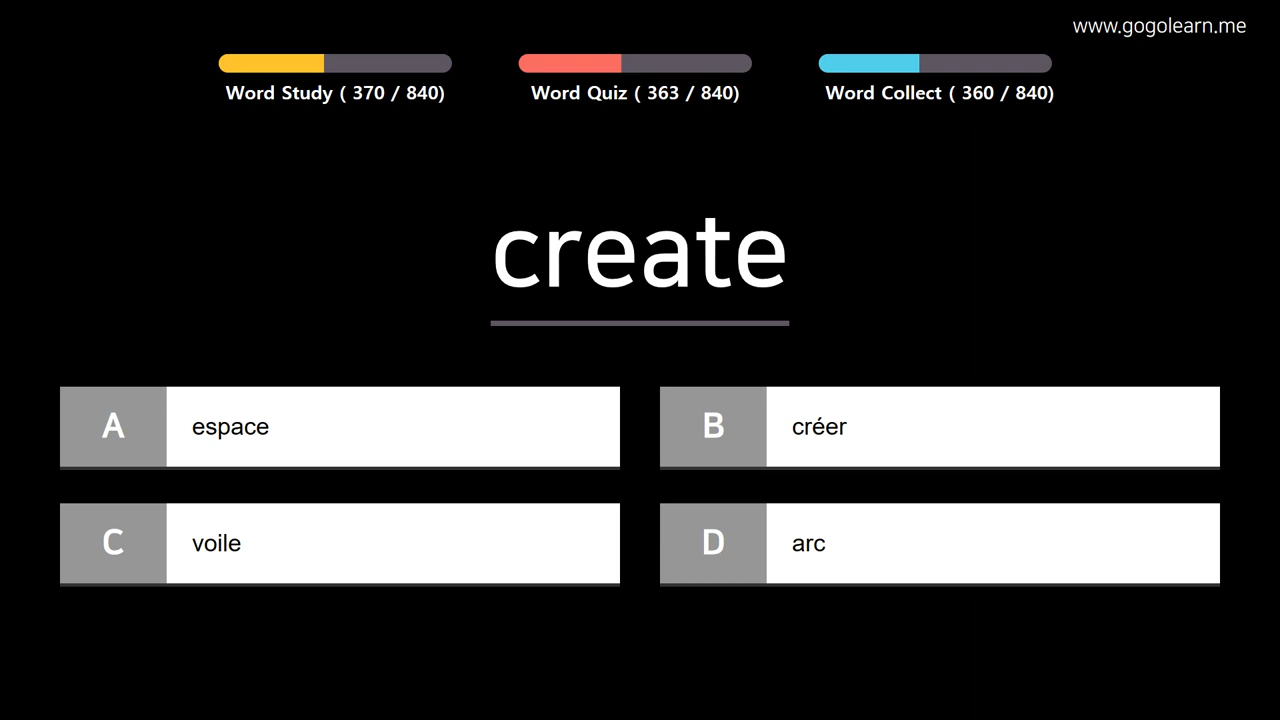 www.gogolearn.me
Word Study ( 370 / 840)
Word Quiz ( 363 / 840)
Word Collect ( 360 / 840)
create
A espace
B créer
C voile
D arc